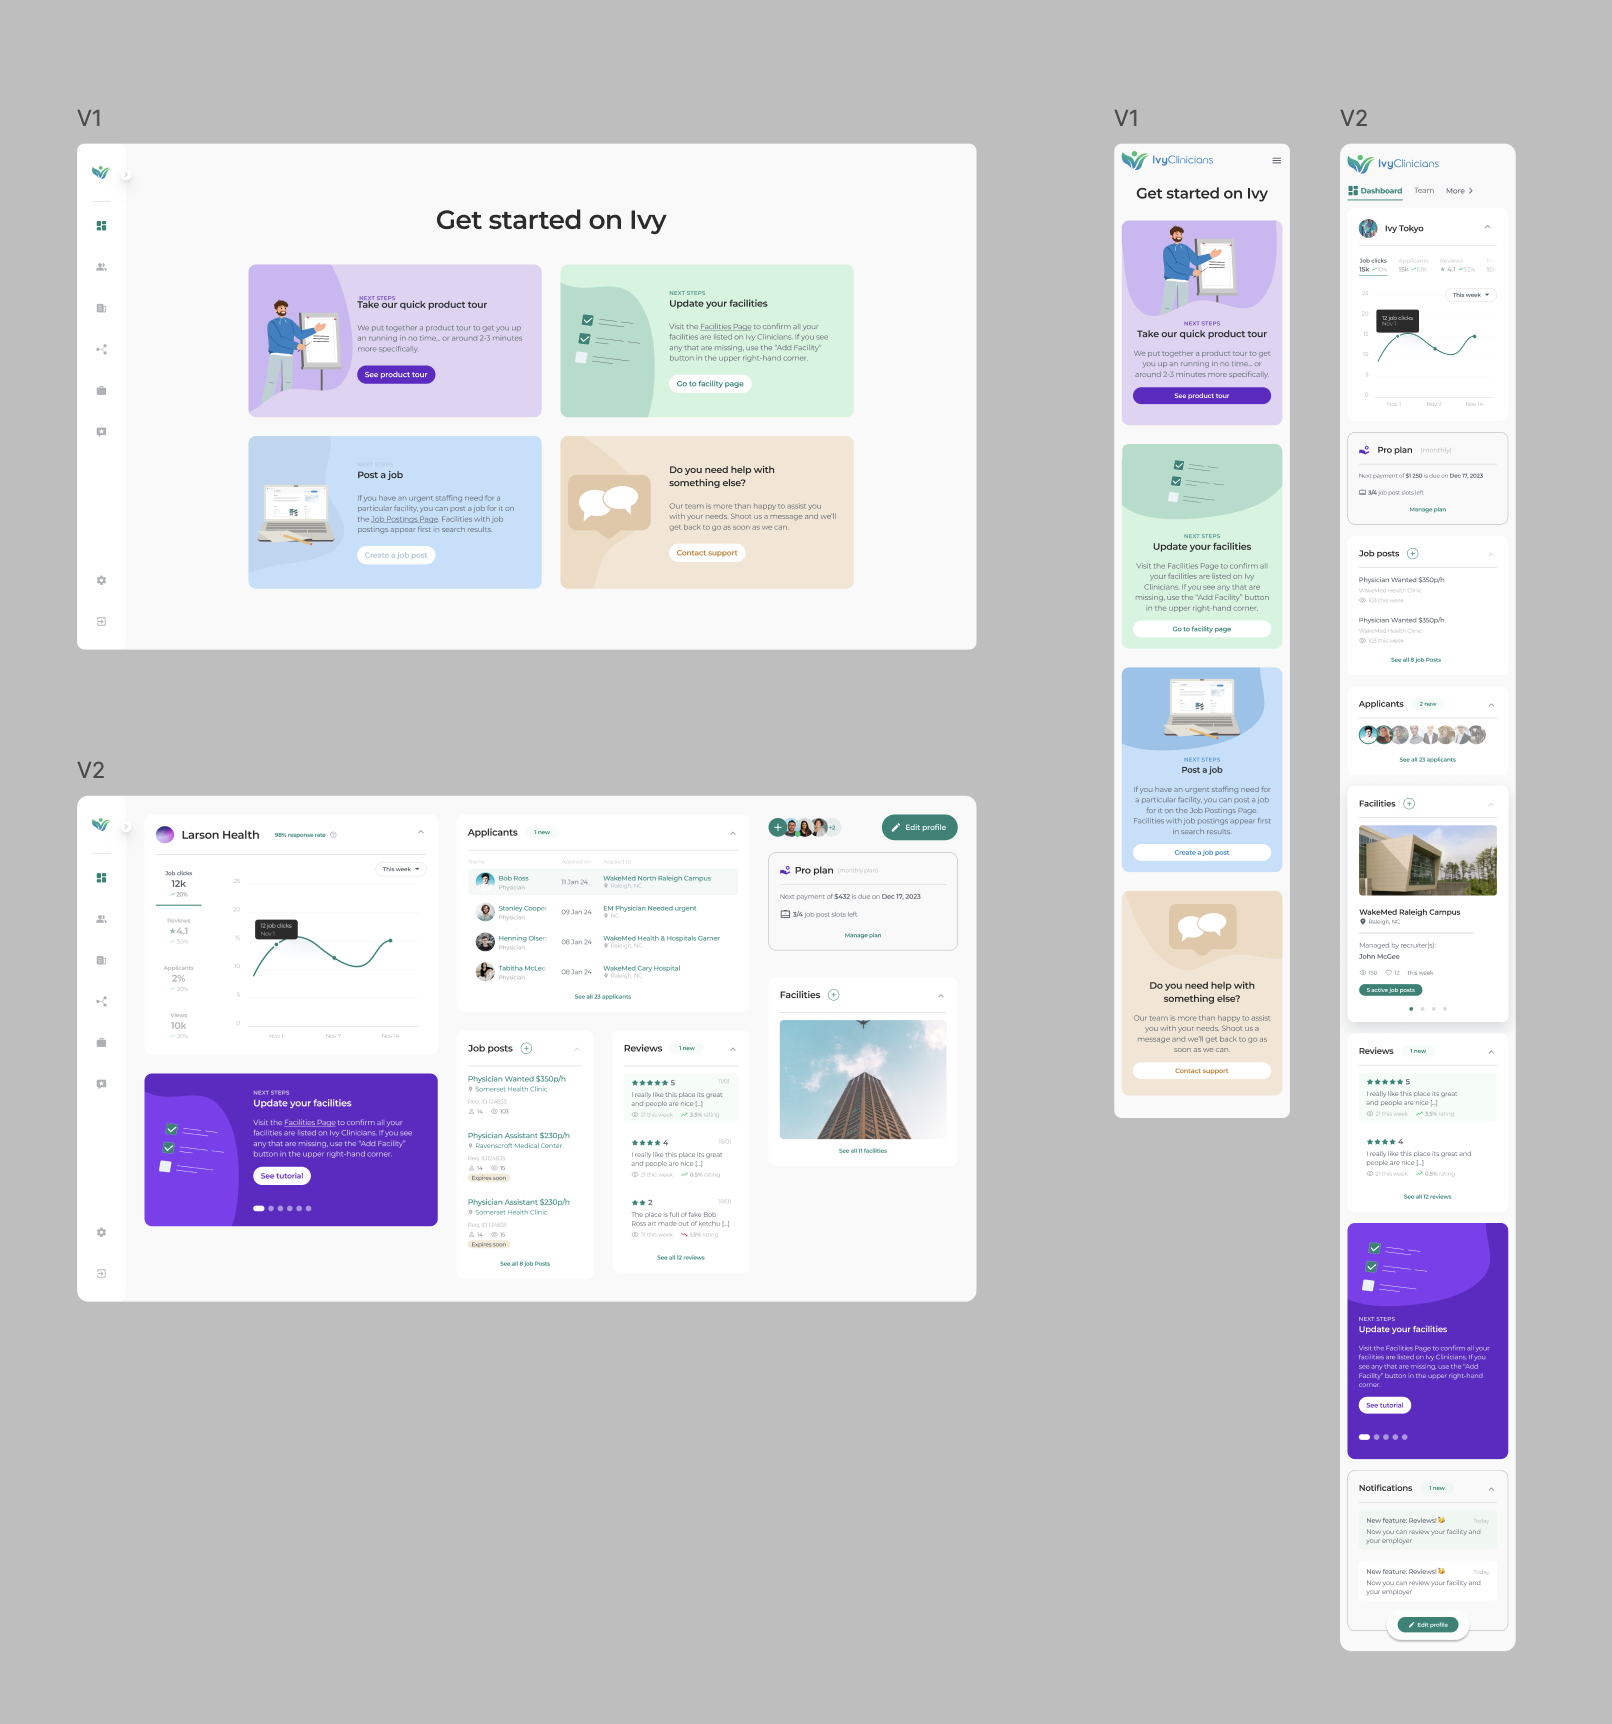 V1
Get started on Ivy
NEXT STEPS
Take our quick product tour
We put together a product tour to get you up
an running in no time... or around 2-3 minutes
more specifically.
See product tour
NEXT STEPS
Update your facilities
Visit the Facilities Page to confirm all your
facilities are listed on Ivy Clinicians. If you see
any that are missing, use the "Add Facility"
button in the upper right-hand corner.
Go to facility page
NEXT STEPS
Post a job
If you have an urgent staffing need for a
particular facility, you can post a job for it on
the Job Postings Page. Facilities with job
postings appear first in search results.
Create a job post
Do you need help with
something else?
Our team is more than happy to assist you
with your needs. Shoot us a message and we'll
get back to go as soon as we can.
Contact support
V2
Larson Health
98% response rate
This week
Job clicks
12k
20%
Reviews
4.1
3.5%
Applicants
2%
20%
Views
10k
20%
25
20
15
10
5
0
12 job clicks
Nov 1
Nov 1
Nov 7
Nov 14
NEXT STEPS
Update your facilities
Visit the Facilities Page to confirm all your
facilities are listed on Ivy Clinicians. If you see
any that are missing, use the "Add Facility"
button in the upper right-hand corner.
See tutorial
Applicants
1 new
Name
Applied on
Applied to
Bob Ross
Physician
11 Jan 24
WakeMed North Raleigh Campus
Raleigh, NC
Stanley Cooper
Physician
09 Jan 24
EM Physician Needed urgent
NC
Henning Olsen
Physician
08 Jan 24
WakeMed Health & Hospitals Garner
Raleigh, NC
Tabitha McLeo
Physician
08 Jan 24
WakeMed Cary Hospital
Raleigh, NC
See all 23 applicants
Job posts
Physician Wanted $350p/h
Somerset Health Clinic
Req. ID 124835
14 103
Physician Assistant $230p/h
Ravenscroft Medical Center
Req. ID124835
14 15
Expires soon
Physician Assistant $230p/h
Somerset Health Clinic
Req. ID 124835
14 15
Expires soon
See all 8 job Posts
Reviews
1 new
5
11/01
I really like this place its great
and people are nice [...]
21 this week
3.5% rating
4
I really like this place its great
and people are nice [...]
21 this week
0.5% rating
2
The place is full of fake Bob
Ross art made out of ketchu [...]
31 this week
1.5% rating
See all 12 reviews
+2
Edit profile
Pro plan
(monthly plan)
Next payment of $432 is due on Dec 17, 2023
3/4 job post slots left
Manage plan
Facilities
See all 11 facilities
V1
IvyClinicians
Get started on Ivy
NEXT STEPS
Take our quick product tour
We put together a product tour to get
you up an running in no time... or
around 2-3 minutes more specifically.
See product tour
NEXT STEPS
Update your facilities
Visit the Facilities Page to confirm all
your facilities are listed on Ivy
Clinicians. If you see any that are
missing, use the "Add Facility" button
in the upper right-hand corner.
Go to facility page
NEXT STEPS
Post a job
If you have an urgent staffing need for
a particular facility, you can post a job
for it on the Job Postings Page.
Facilities with job postings appear first
in search results.
Create a job post
Do you need help with
something else?
Our team is more than happy to assist
you with your needs. Shoot us a
message and we'll get back to go as
soon as we can.
Contact support
V2
IvyClinicians
Dashboard
Team
More
Ivy Tokyo
Job clicks
15k 10%
Applicants
15k 10%
Reviews
4.1 3.2%
This week
25
20
15
10
5
0
12 job clicks
Nov 1
Nov 1
Nov 7
Nov 14
Pro plan
(monthly)
Next payment of $1 250 is due on Dec 17, 2023
3/4 job post slots left
Manage plan
Job posts
Physician Wanted $350p/h
WakeMed Health Clinic
103 this week
Physician Wanted $350p/h
WakeMed Health Clinic
103 this week
See all 8 job Posts
Applicants
2 new
See all 23 applicants
Facilities
WakeMed Raleigh Campus
Raleigh, NC
Managed by recruiter(s):
John McGee
150 12 this week
5 active job posts
Reviews
1 new
5
I really like this place its great
and people are nice [...]
21 this week
3.5% rating
4
I really like this place its great and
people are nice [...]
21 this week
0.5% rating
See all 12 reviews
NEXT STEPS
Update your facilities
Visit the Facilities Page to confirm all your
facilities are listed on Ivy Clinicians. If you
see any that are missing, use the "Add
Facility" button in the upper right-hand
corner.
See tutorial
Notifications
1 new
New feature: Reviews!
Today
Now you can review your facility and
your employer
New feature: Reviews!
Today
Now you can review your facility and
your employer
Edit profile